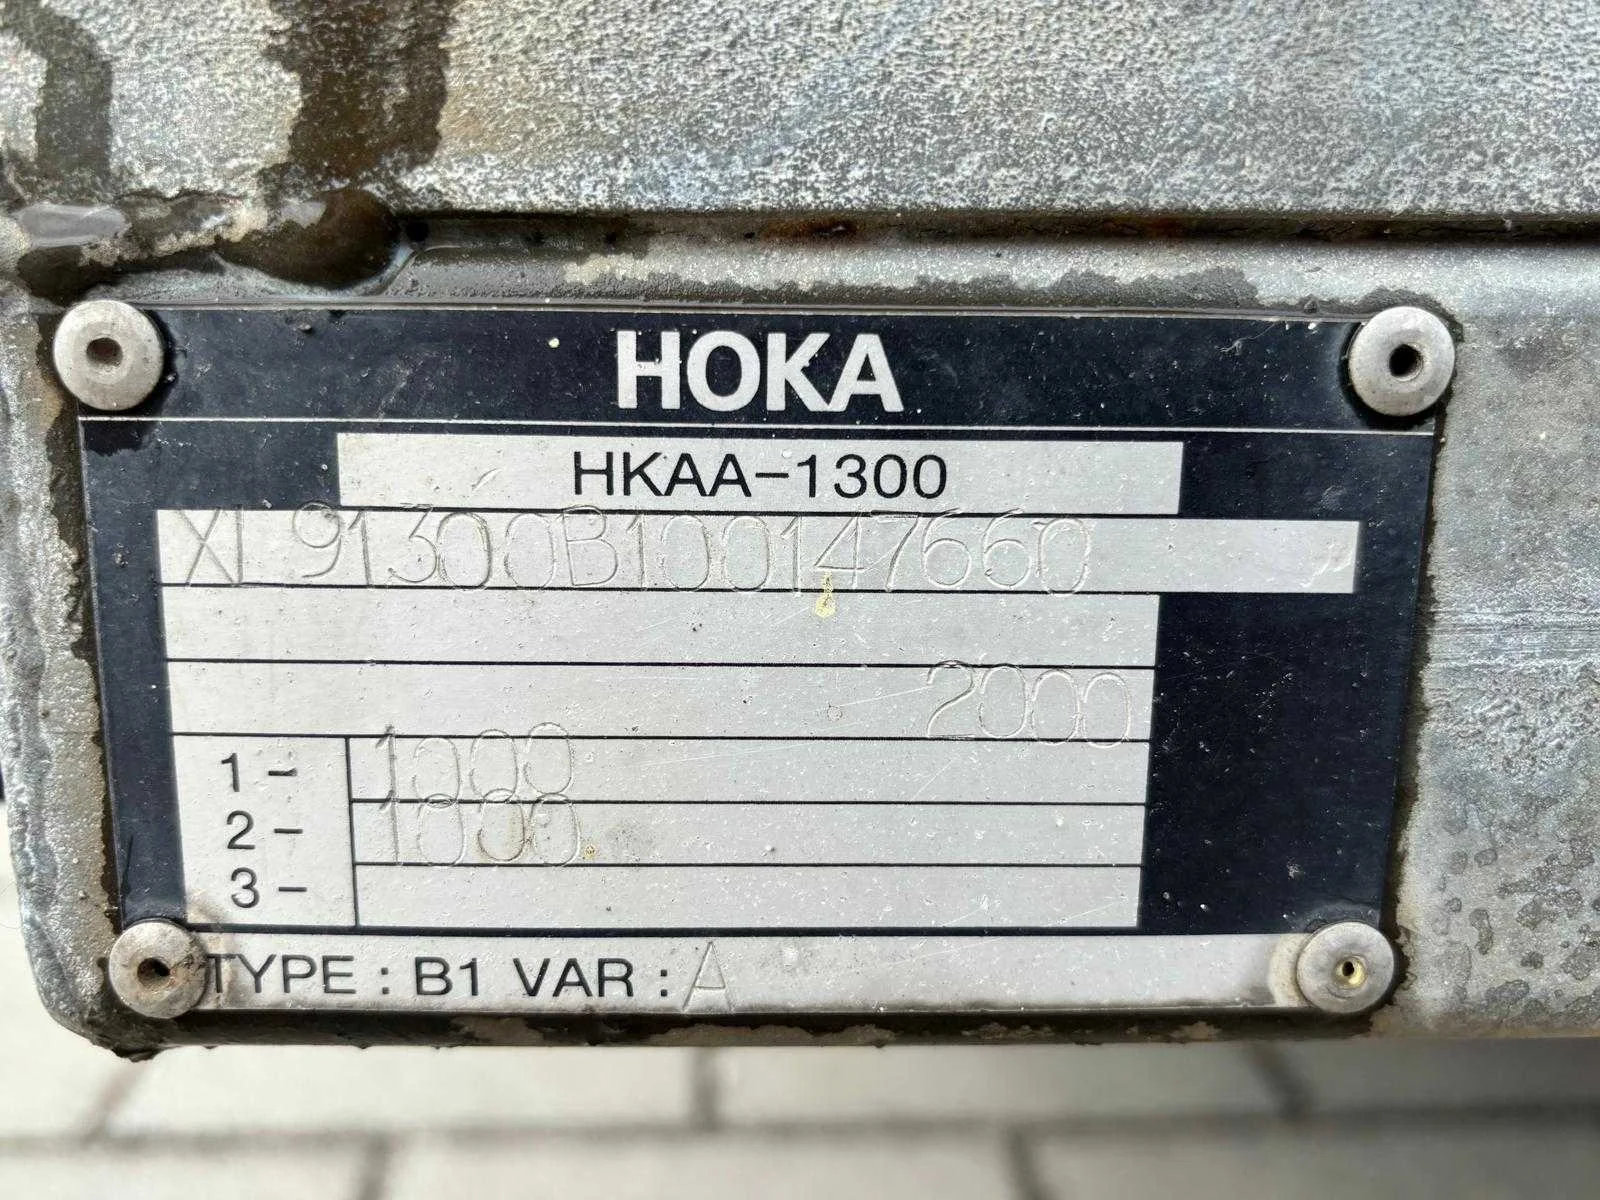 HOKA
HKAA-1300
XL91300B100147660
2000
1- 1000
2- 1000
3-
TYPE : B1 VAR : A